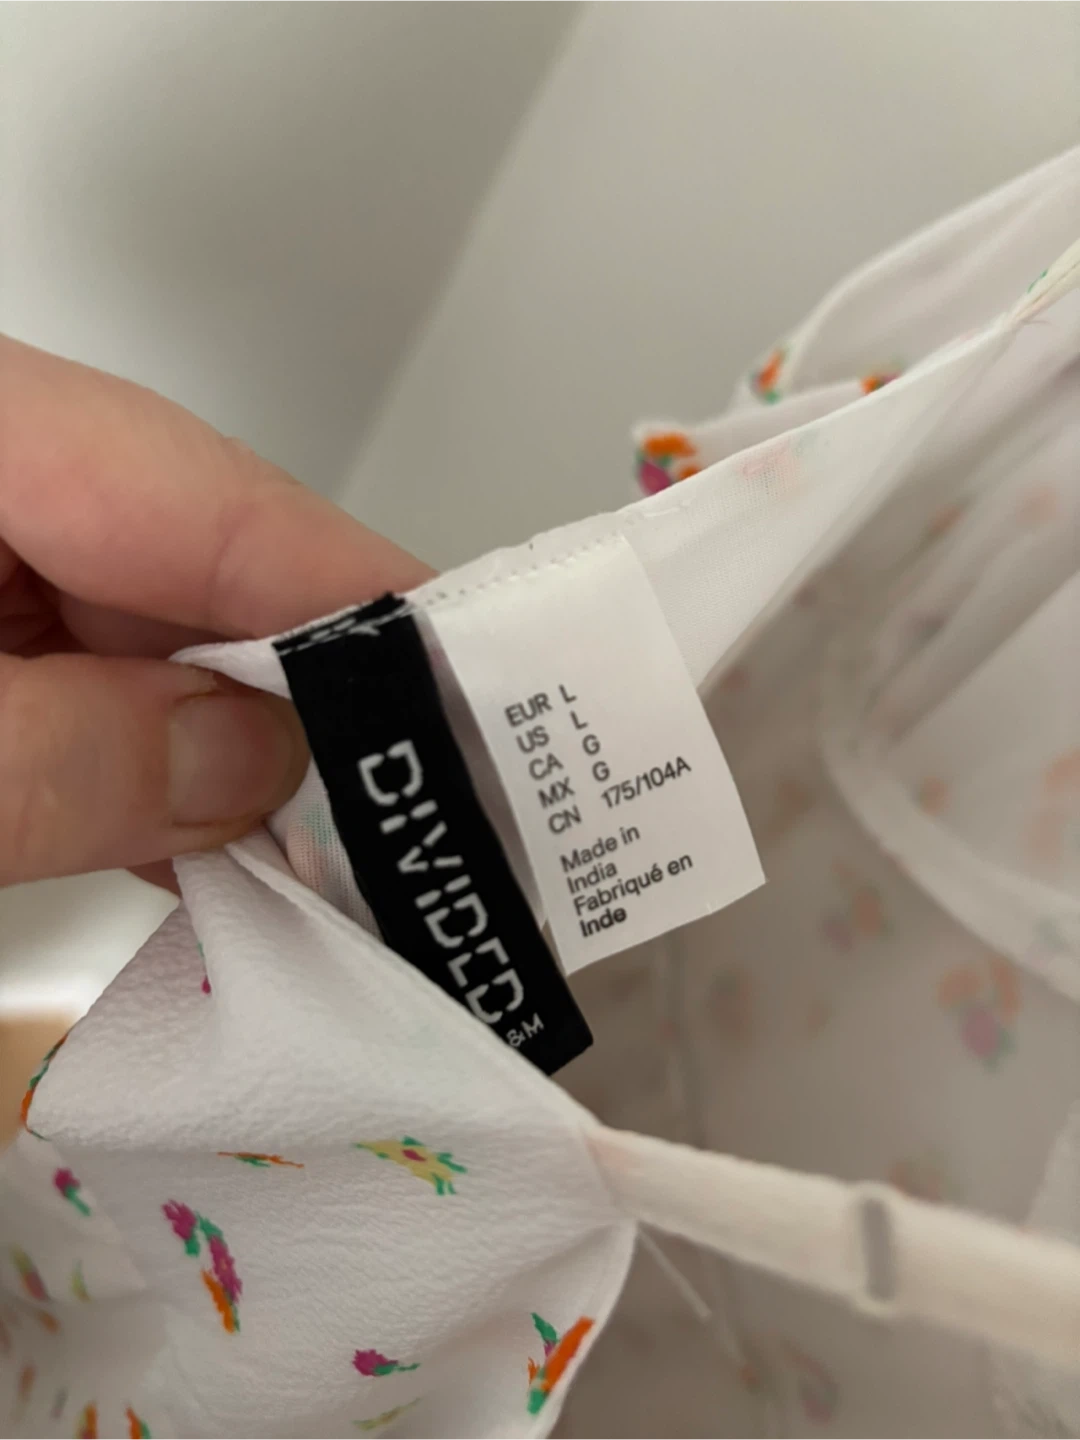 DIVIDED
&M
EUR L
US L
CA G
MX G
CN 175/104A
Made in
India
Fabriqué en
Inde